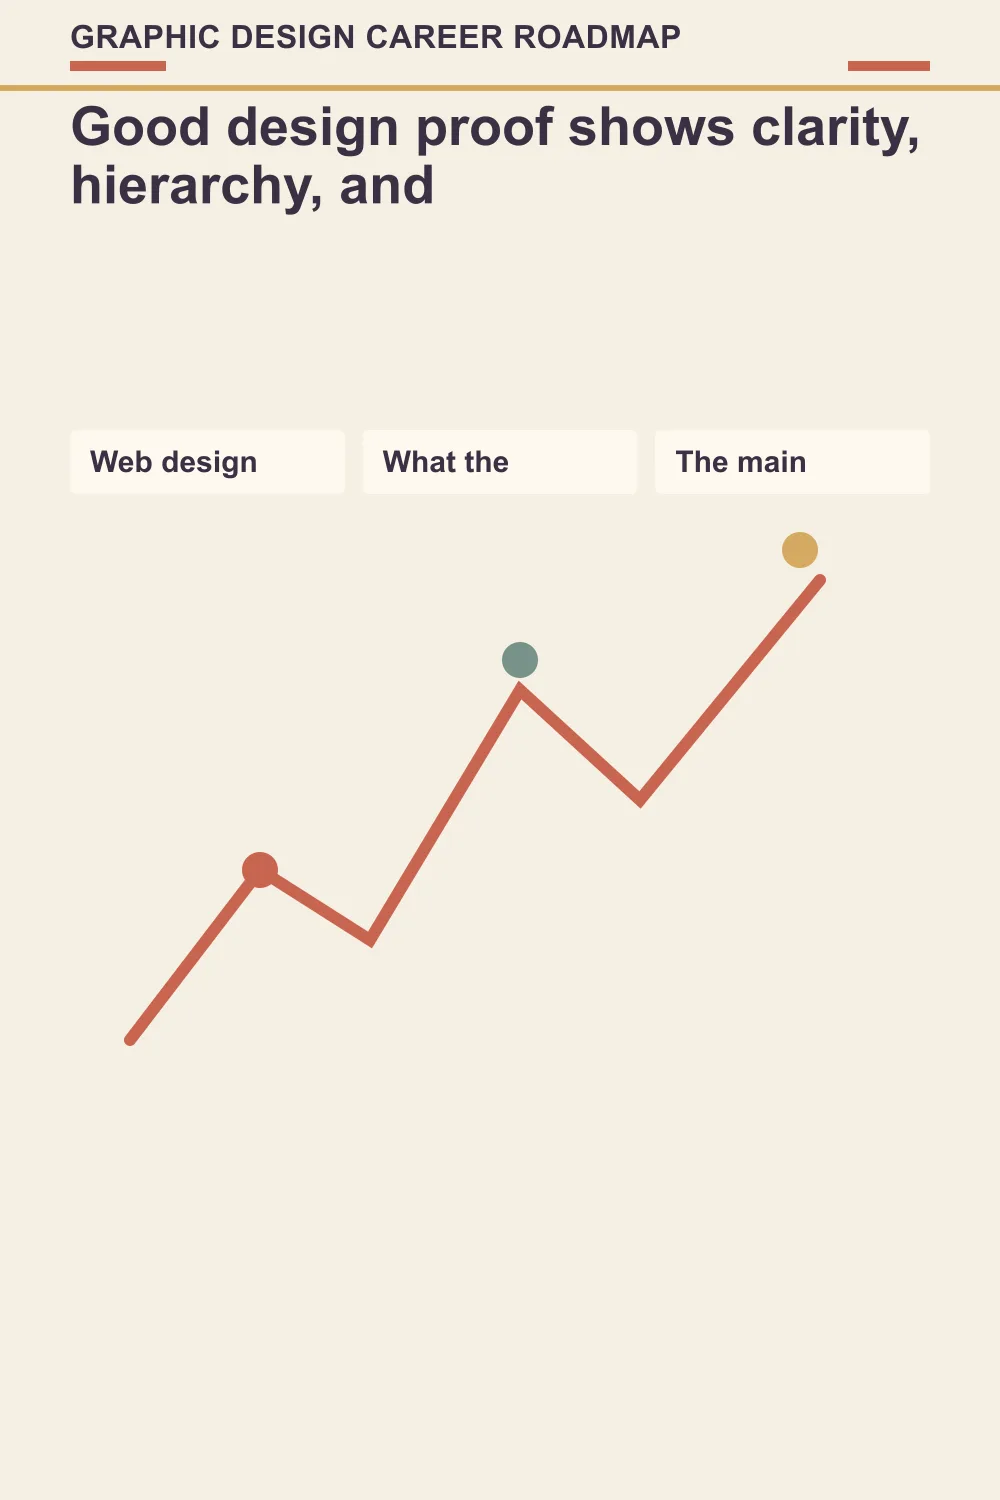 GRAPHIC DESIGN CAREER ROADMAP
Good design proof shows clarity,
hierarchy, and
Web design
What the
The main